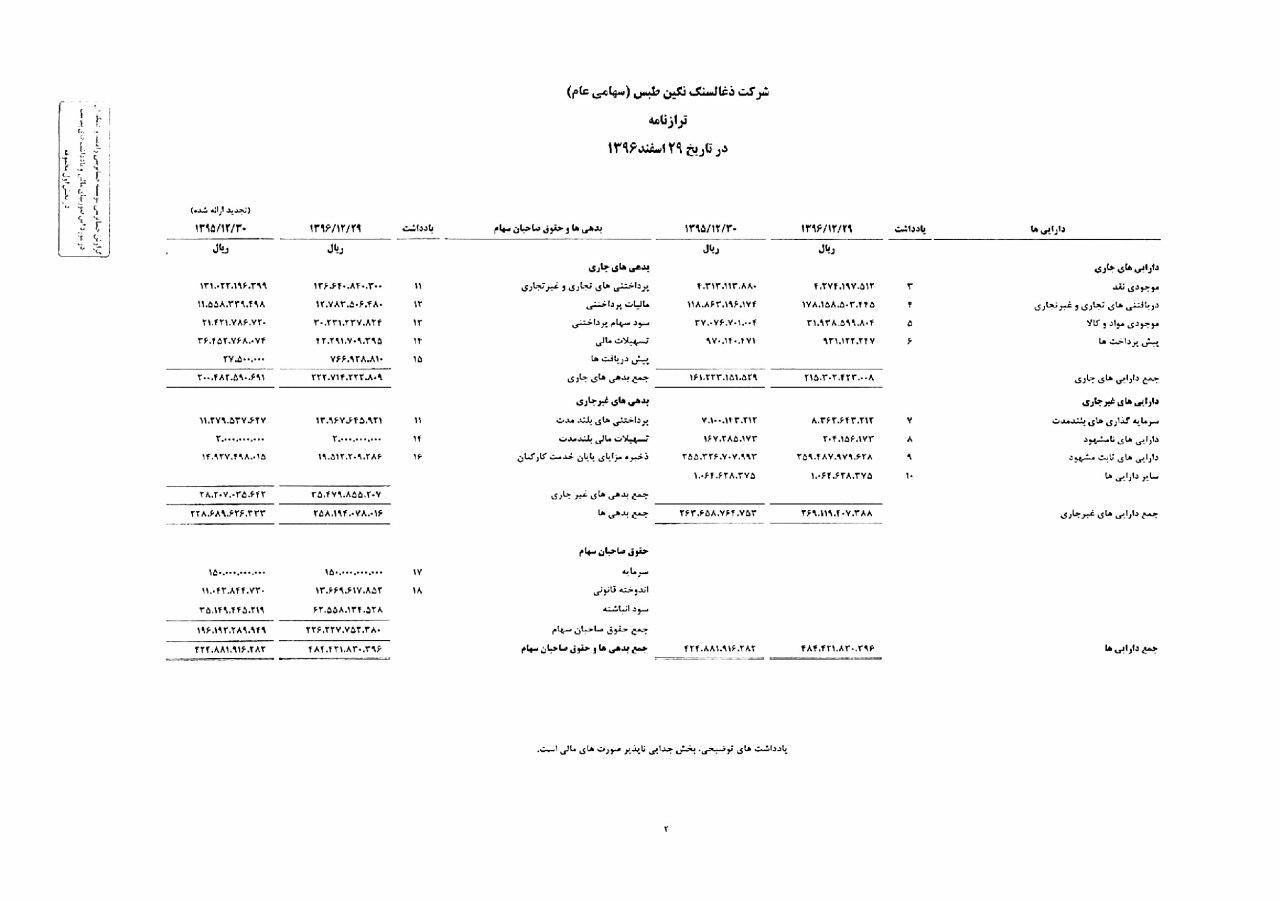 شرکت ذغالسنگ نگین طبس (سهامی عام)
ترازنامه
در تاریخ ۲۹ اسفند ۱۳۹۶
(تجدید ارائه شده)
دارایی ها یادداشت ۱۳۹۶/۱۲/۲۹ ۱۳۹۵/۱۲/۳۰ بدهی ها و حقوق صاحبان سهام یادداشت ۱۳۹۶/۱۲/۲۹ ۱۳۹۵/۱۲/۳۰
ریال ریال ریال ریال
دارایی های جاری بدهی های جاری
موجودی نقد ۳ ۴.۲۷۴.۱۹۷.۵۱۲ ۴.۳۱۳.۱۱۳.۸۸۰ پرداختنی های تجاری و غیرتجاری ۱۱ ۱۳۶.۶۴۰.۸۴۰.۳۰۰ ۱۳۱.۰۲۲.۱۹۶.۳۹۹
دریافتنی های تجاری و غیرتجاری ۴ ۱۷۸.۱۵۸.۵۰۳.۴۴۵ ۱۱۸.۸۶۳.۱۹۶.۱۷۴ مالیات پرداختنی ۱۲ ۱۲.۷۸۳.۵۰۶.۴۸۰ ۱۱.۵۵۸.۳۳۹.۴۹۸
موجودی مواد و کالا ۵ ۳۱.۹۳۸.۵۹۹.۸۰۴ ۳۷.۰۷۶.۷۰۱.۰۰۴ سود سهام پرداختنی ۱۳ ۳۰.۲۳۱.۲۳۷.۸۲۴ ۲۱.۴۲۱.۷۸۶.۷۲۰
پیش پرداخت ها ۶ ۹۳۱.۱۲۲.۲۴۷ ۹۷۰.۱۴۰.۴۷۱ تسهیلات مالی ۱۴ ۴۲.۲۹۱.۷۰۹.۳۹۵ ۳۶.۴۵۲.۷۶۸.۰۷۴
پیش دریافت ها ۱۵ ۷۶۶.۹۲۸.۸۱۰ ۲۷.۵۰۰.۰۰۰
جمع دارایی های جاری ۲۱۵.۳۰۲.۴۲۳.۰۰۸ ۱۶۱.۲۲۳.۱۵۱.۵۲۹ جمع بدهی های جاری ۲۲۲.۷۱۴.۲۲۲.۸۰۹ ۲۰۰.۴۸۲.۵۹۰.۶۹۱
دارایی های غیرجاری بدهی های غیرجاری
سرمایه گذاری های بلندمدت ۷ ۸.۳۶۲.۶۴۳.۲۱۲ ۷.۱۰۰.۱۴۳.۲۱۲ پرداختنی های بلند مدت ۱۱ ۱۳.۹۶۷.۶۴۵.۹۲۱ ۱۱.۲۷۹.۵۳۷.۶۲۷
دارایی های نامشهود ۸ ۲۰۴.۱۵۶.۱۷۳ ۱۶۷.۲۸۵.۱۷۳ تسهیلات مالی بلندمدت ۱۴ ۲.۰۰۰.۰۰۰.۰۰۰ ۲.۰۰۰.۰۰۰.۰۰۰
دارایی های ثابت مشهود ۹ ۲۵۹.۴۸۷.۹۷۹.۶۲۸ ۲۵۵.۳۲۶.۷۰۷.۹۹۳ ذخیره مزایای پایان خدمت کارکنان ۱۶ ۱۹.۵۱۲.۲۰۹.۲۸۶ ۱۴.۹۲۷.۴۹۸.۰۱۵
سایر دارایی ها ۱۰ ۱.۰۶۴.۶۲۸.۳۷۵ ۱.۰۶۴.۶۲۸.۳۷۵
جمع بدهی های غیر جاری ۳۵.۴۷۹.۸۵۵.۲۰۷ ۲۸.۲۰۷.۰۳۵.۶۴۲
جمع دارایی های غیرجاری ۲۶۹.۱۱۹.۴۰۷.۳۸۸ ۲۶۳.۶۵۸.۷۶۴.۷۵۳ جمع بدهی ها ۲۵۸.۱۹۴.۰۷۸.۰۱۶ ۲۲۸.۶۸۹.۶۲۶.۳۳۳
حقوق صاحبان سهام
سرمایه ۱۷ ۱۵۰.۰۰۰.۰۰۰.۰۰۰ ۱۵۰.۰۰۰.۰۰۰.۰۰۰
اندوخته قانونی ۱۸ ۱۳.۶۶۹.۶۱۷.۸۵۲ ۱۱.۰۴۲.۸۴۴.۷۳۰
سود انباشته ۶۲.۵۵۸.۱۳۴.۵۲۸ ۳۵.۱۴۹.۴۴۵.۲۱۹
جمع حقوق صاحبان سهام ۲۲۶.۲۲۷.۷۵۲.۳۸۰ ۱۹۶.۱۹۲.۲۸۹.۹۴۹
جمع دارایی ها ۴۸۴.۴۲۱.۸۳۰.۳۹۶ ۴۲۴.۸۸۱.۹۱۶.۲۸۲ جمع بدهی ها و حقوق صاحبان سهام ۴۸۴.۴۲۱.۸۳۰.۳۹۶ ۴۲۴.۸۸۱.۹۱۶.۲۸۲
یادداشت های توضیحی، بخش جدایی ناپذیر صورت های مالی است.
۲